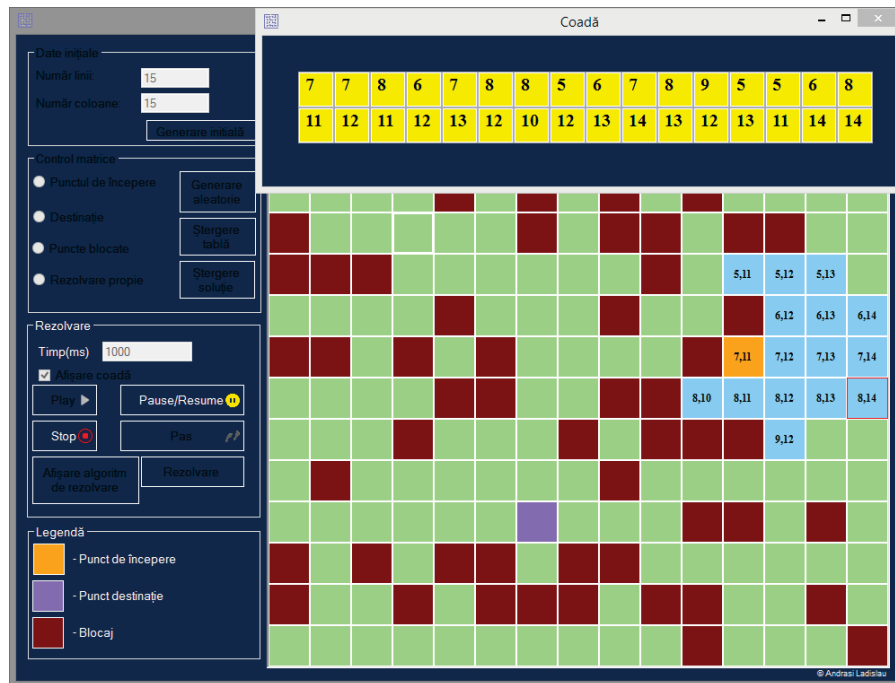 Coadă
7 7 8 6 7 8 8 5 6 7 8 9 5 5 6 8
11 12 11 12 13 12 10 12 13 14 13 12 13 11 14 14
Date inițiale
Număr linii: 15
Număr coloane: 15
Generare inițială
Control matrice
Punctul de începere
Destinație
Puncte blocate
Rezolvare propie
Generare
aleatorie
Ștergere
tablă
Ștergere
soluție
Rezolvare
Timp(ms) 1000
Afișare coadă
Play
Pause/Resume
Stop
Pas
Afișare algoritm
de rezolvare
Rezolvare
Legendă
- Punct de începere
- Punct destinație
- Blocaj
5,11 5,12 5,13
6,12 6,13 6,14
7,11 7,12 7,13 7,14
8,10 8,11 8,12 8,13 8,14
9,12
© Andrasi Ladislau